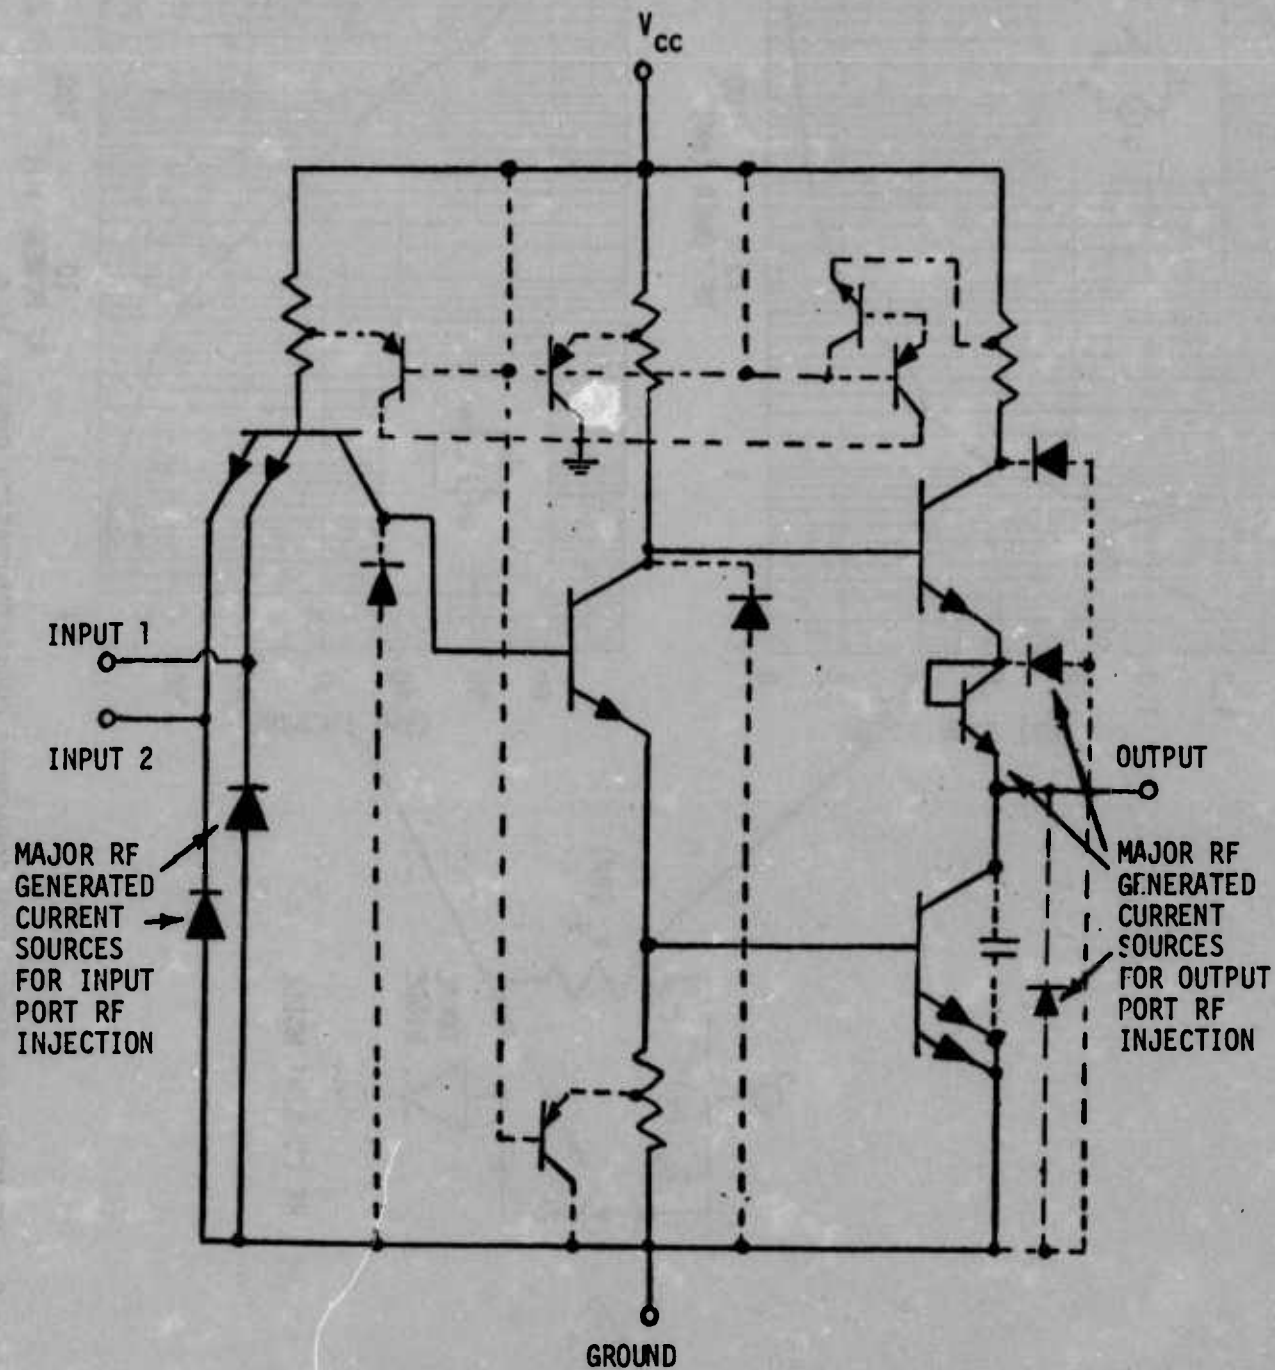 VCC
INPUT 1
INPUT 2
MAJOR RF
GENERATED
CURRENT
SOURCES
FOR INPUT
PORT RF
INJECTION
OUTPUT
MAJOR RF
GENERATED
CURRENT
SOURCES
FOR OUTPUT
PORT RF
INJECTION
GROUND